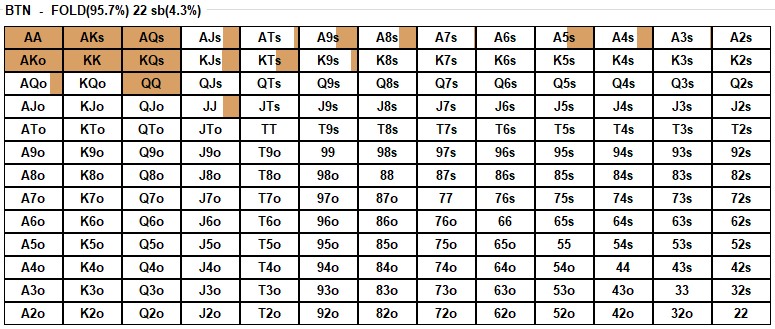 BTN - FOLD(95.7%) 22 sb(4.3%)
AA AKs AQs AJs ATs A9s A8s A7s A6s A5s A4s A3s A2s
AKo KK KQs KJs KTs K9s K8s K7s K6s K5s K4s K3s K2s
AQo KQo QQ QJs QTs Q9s Q8s Q7s Q6s Q5s Q4s Q3s Q2s
AJo KJo QJo JJ JTs J9s J8s J7s J6s J5s J4s J3s J2s
ATo KTo QTo JTo TT T9s T8s T7s T6s T5s T4s T3s T2s
A9o K9o Q9o J9o T9o 99 98s 97s 96s 95s 94s 93s 92s
A8o K8o Q8o J8o T8o 98o 88 87s 86s 85s 84s 83s 82s
A7o K7o Q7o J7o T7o 97o 87o 77 76s 75s 74s 73s 72s
A6o K6o Q6o J6o T6o 96o 86o 76o 66 65s 64s 63s 62s
A5o K5o Q5o J5o T5o 95o 85o 75o 65o 55 54s 53s 52s
A4o K4o Q4o J4o T4o 94o 84o 74o 64o 54o 44 43s 42s
A3o K3o Q3o J3o T3o 93o 83o 73o 63o 53o 43o 33 32s
A2o K2o Q2o J2o T2o 92o 82o 72o 62o 52o 42o 32o 22